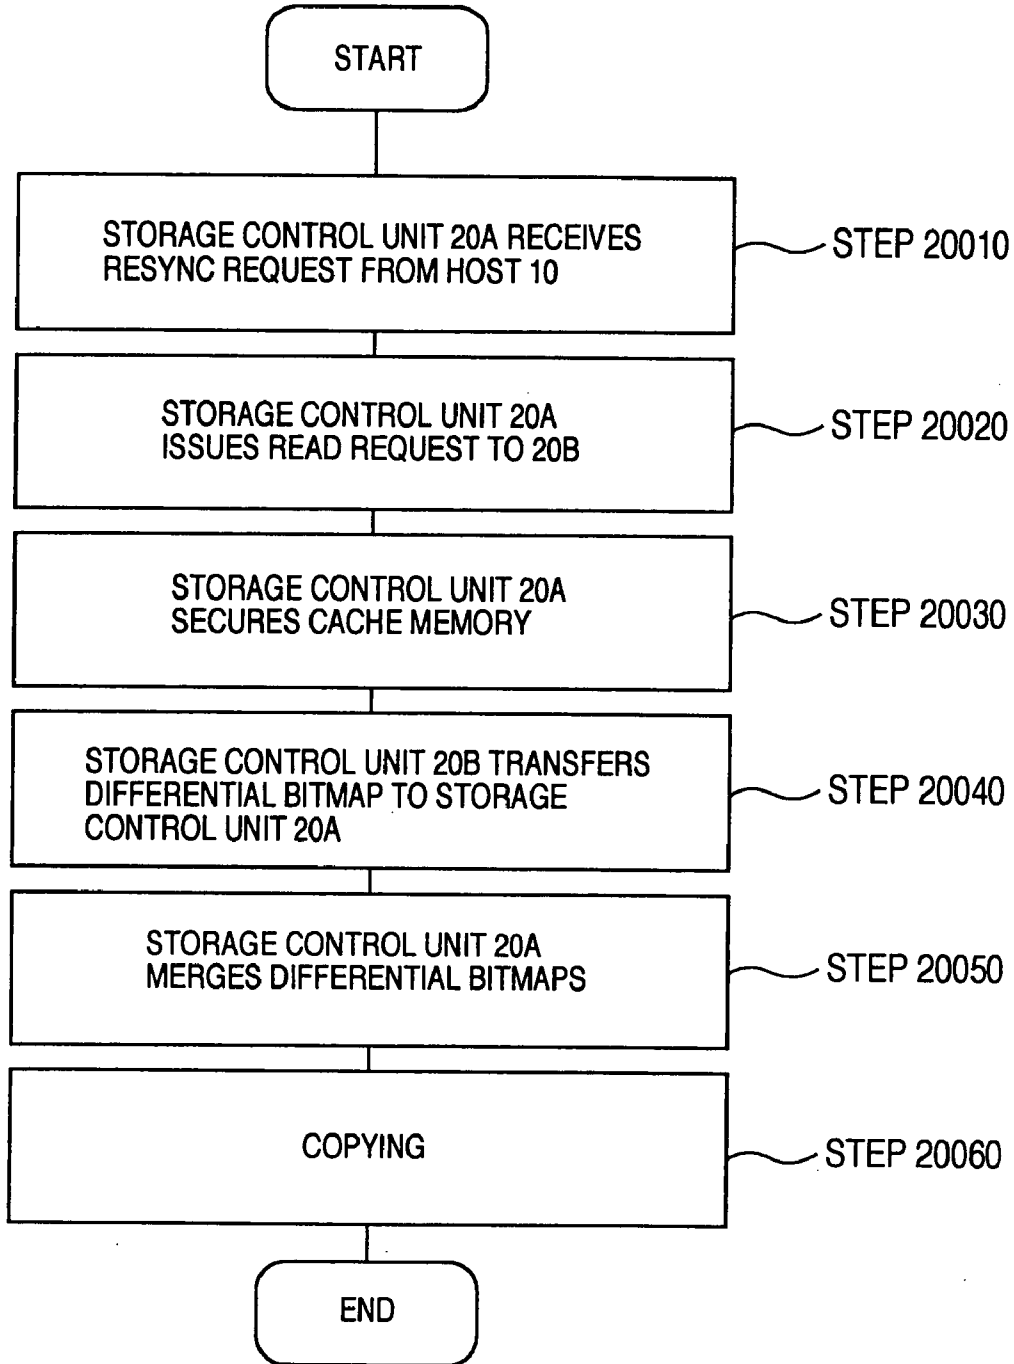 START
STORAGE CONTROL UNIT 20A RECEIVES
RESYNC REQUEST FROM HOST 10
STEP 20010
STORAGE CONTROL UNIT 20A
ISSUES READ REQUEST TO 20B
STEP 20020
STORAGE CONTROL UNIT 20A
SECURES CACHE MEMORY
STEP 20030
STORAGE CONTROL UNIT 20B TRANSFERS
DIFFERENTIAL BITMAP TO STORAGE
CONTROL UNIT 20A
STEP 20040
STORAGE CONTROL UNIT 20A
MERGES DIFFERENTIAL BITMAPS
STEP 20050
COPYING
STEP 20060
END